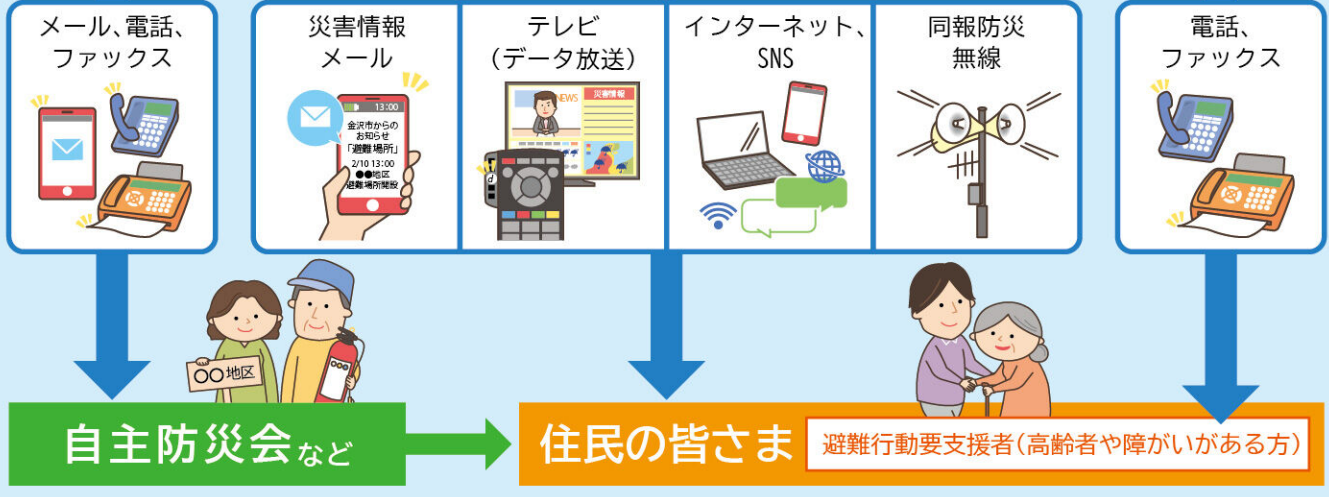 メール、電話、
ファックス
災害情報
メール
13:00
金沢市からの
お知らせ
「避難場所」
2/10 13:00
●●地区
避難場所開設
テレビ
(データ放送)
NEWS
災害情報
d
インターネット、
SNS
同報防災
無線
電話、
ファックス
〇〇地区
自主防災会など
住民の皆さま
避難行動要支援者(高齢者や障がいがある方)